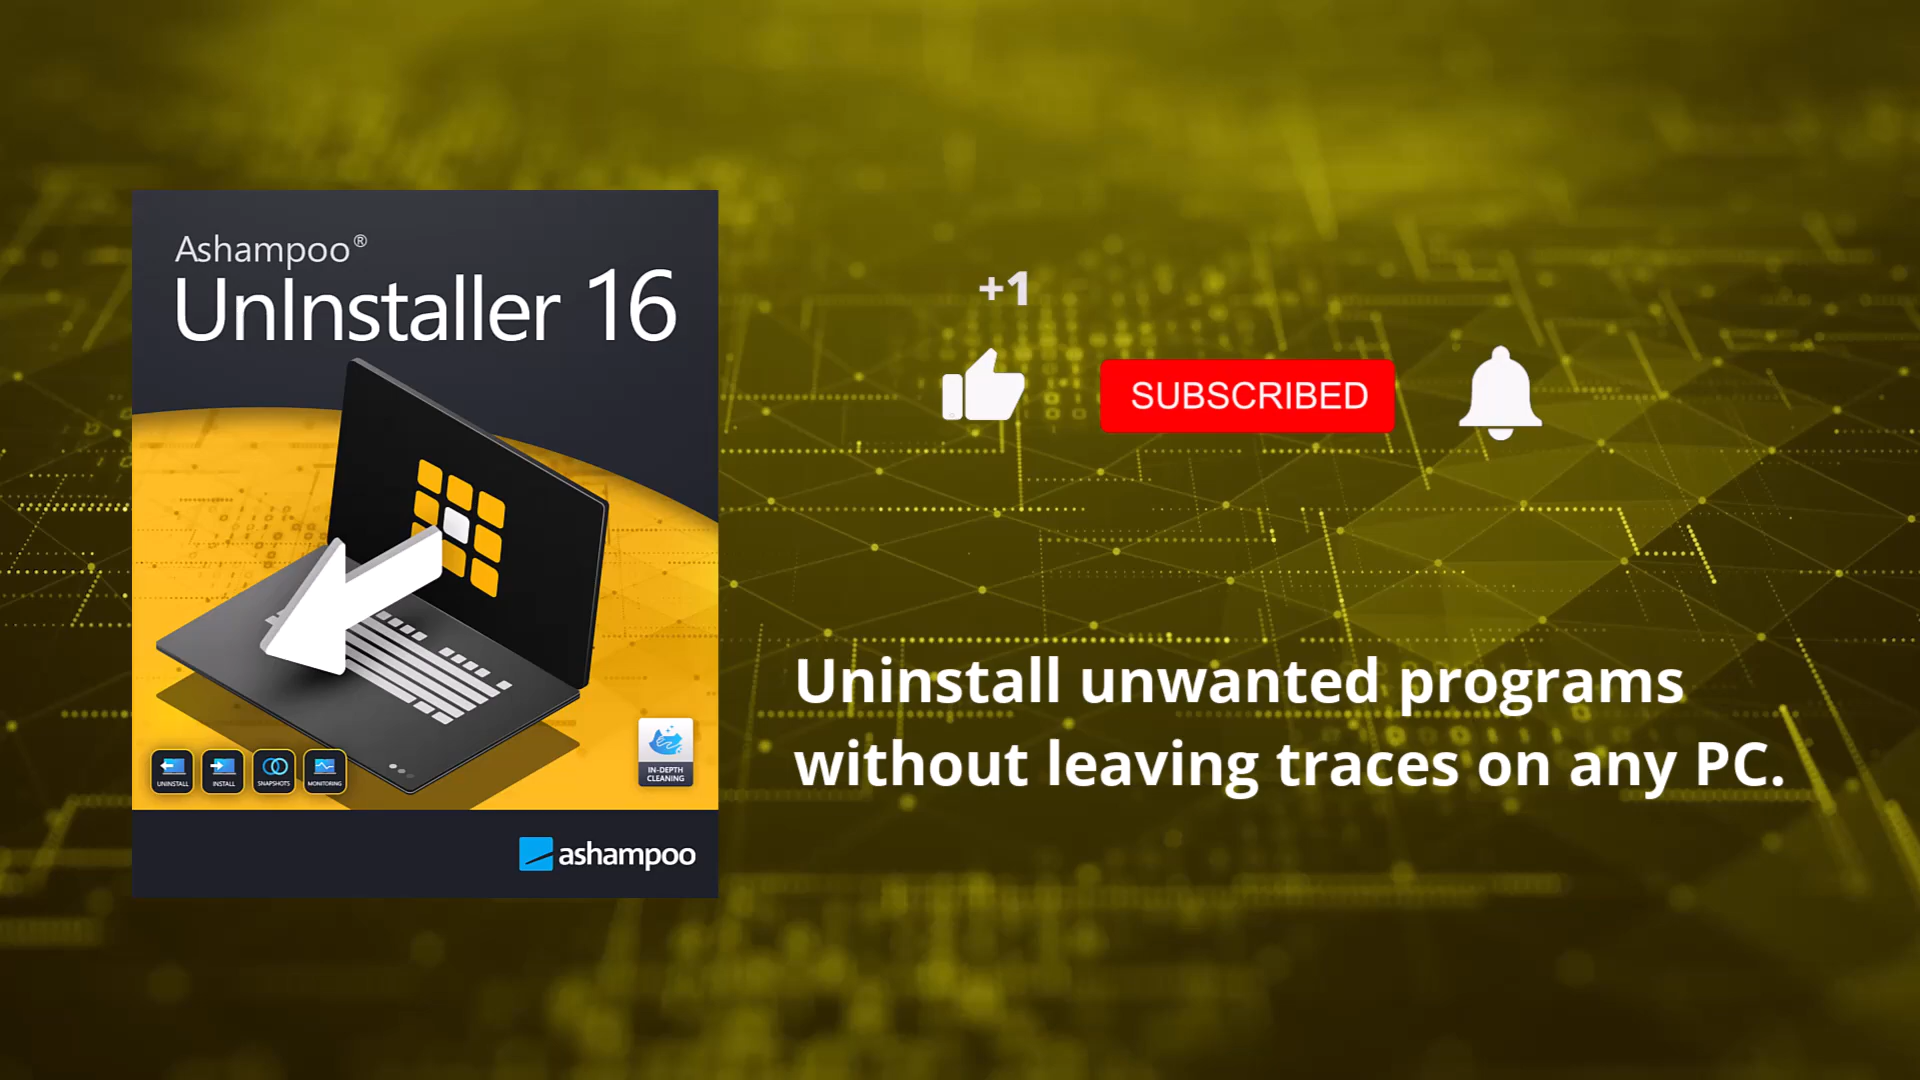 Ashampoo®
UnInstaller 16
UNINSTALL
INSTALL
SNAPSHOTS
MONITORING
IN-DEPTH
CLEANING
ashampoo
+1
SUBSCRIBED
Uninstall unwanted programs
without leaving traces on any PC.